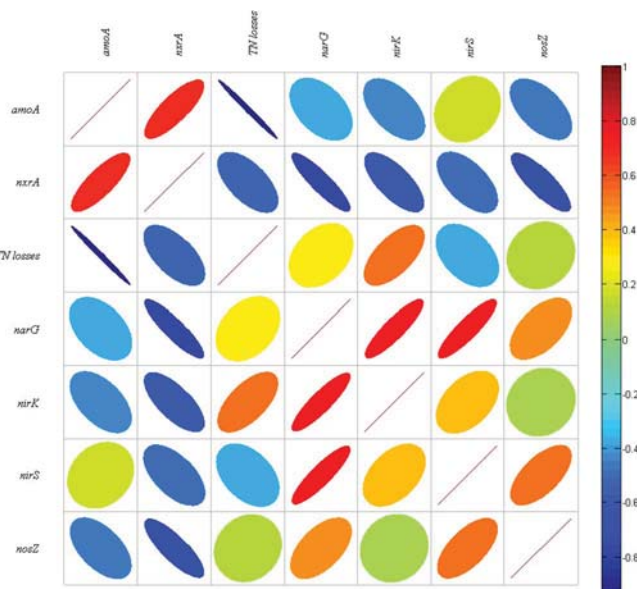 amoA
nxrA
TN losses
narG
nirK
nirS
nosZ
amoA
nxrA
TN losses
narG
nirK
nirS
nosZ
1
0.8
0.6
0.4
0.2
0
-0.2
-0.4
-0.6
-0.8